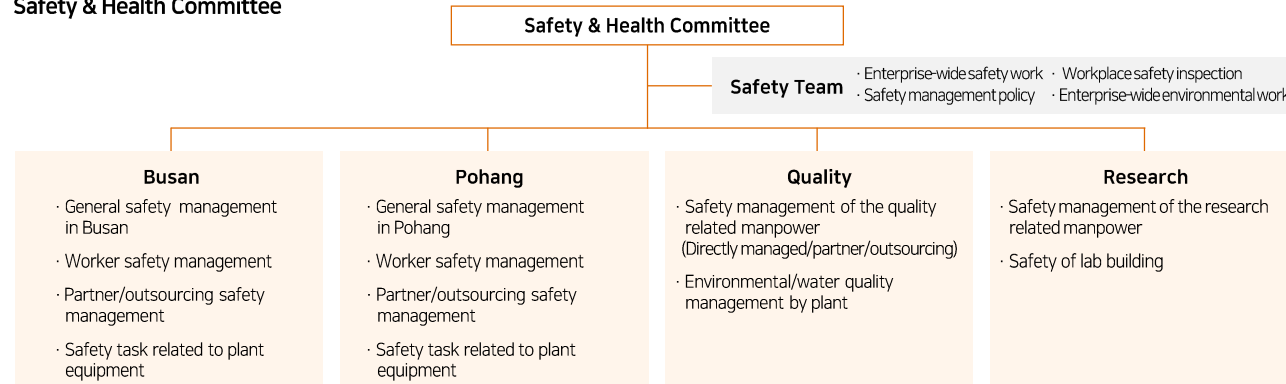 Safety & Health Committee
Safety & Health Committee
Safety Team
· Enterprise-wide safety work · Workplace safety inspection
· Safety management policy · Enterprise-wide environmental work
Busan
· General safety management
in Busan
· Worker safety management
· Partner/outsourcing safety
management
· Safety task related to plant
equipment
Pohang
· General safety management
in Pohang
· Worker safety management
· Partner/outsourcing safety
management
· Safety task related to plant
equipment
Quality
· Safety management of the quality
related manpower
(Directly managed/partner/outsourcing)
· Environmental/water quality
management by plant
Research
· Safety management of the research
related manpower
· Safety of lab building